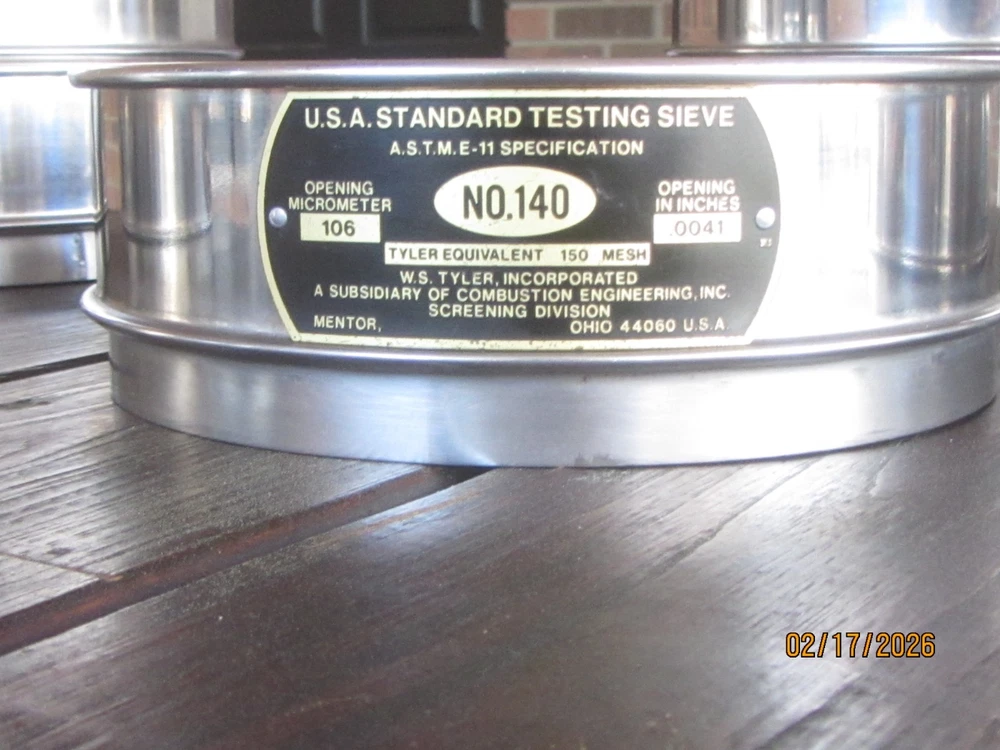 U.S.A. STANDARD TESTING SIEVE
A.S.T.M. E-11 SPECIFICATION
OPENING
MICROMETER
106
NO. 140
OPENING
IN INCHES
.0041
TYLER EQUIVALENT 150 MESH
W.S. TYLER, INCORPORATED
A SUBSIDIARY OF COMBUSTION ENGINEERING, INC.
SCREENING DIVISION
MENTOR, OHIO 44060 U.S.A.
02/17/2026